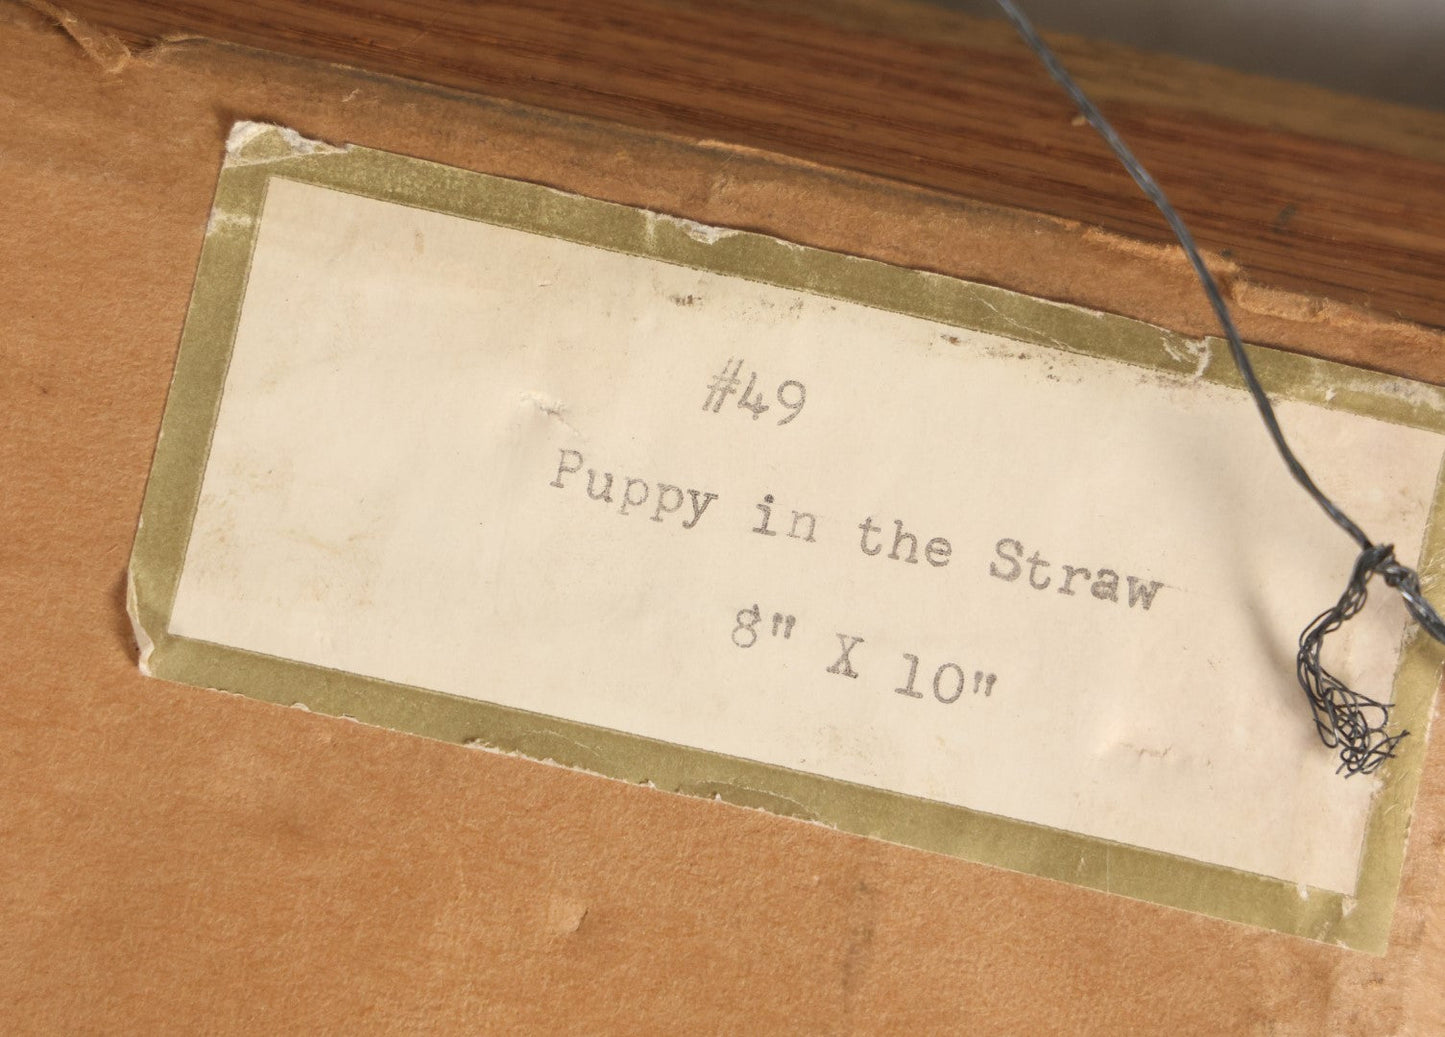 #49
Puppy in the Straw
8" X 10"